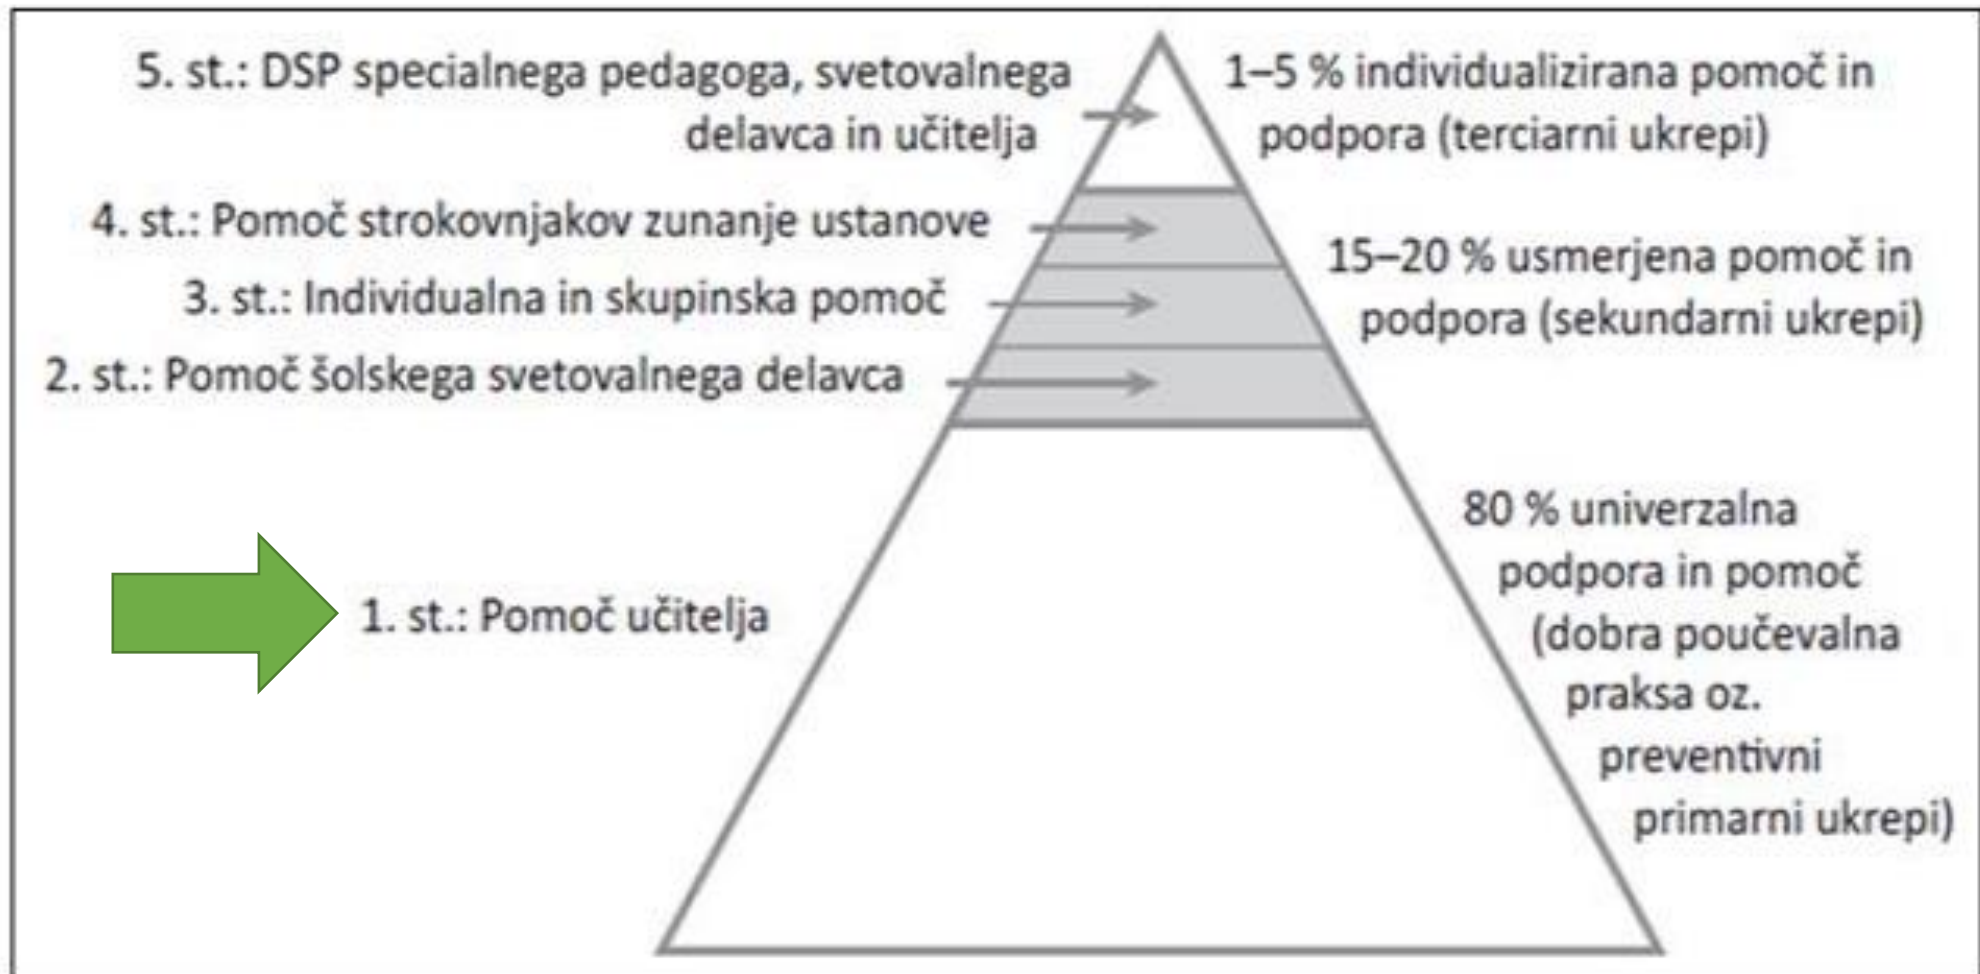 5. st.: DSP specialnega pedagoga, svetovalnega
delavca in učitelja
1–5 % individualizirana pomoč in
podpora (terciarni ukrepi)
4. st.: Pomoč strokovnjakov zunanje ustanove
3. st.: Individualna in skupinska pomoč
2. st.: Pomoč šolskega svetovalnega delavca
15–20 % usmerjena pomoč in
podpora (sekundarni ukrepi)
1. st.: Pomoč učitelja
80 % univerzalna
podpora in pomoč
(dobra poučevalna
praksa oz.
preventivni
primarni ukrepi)